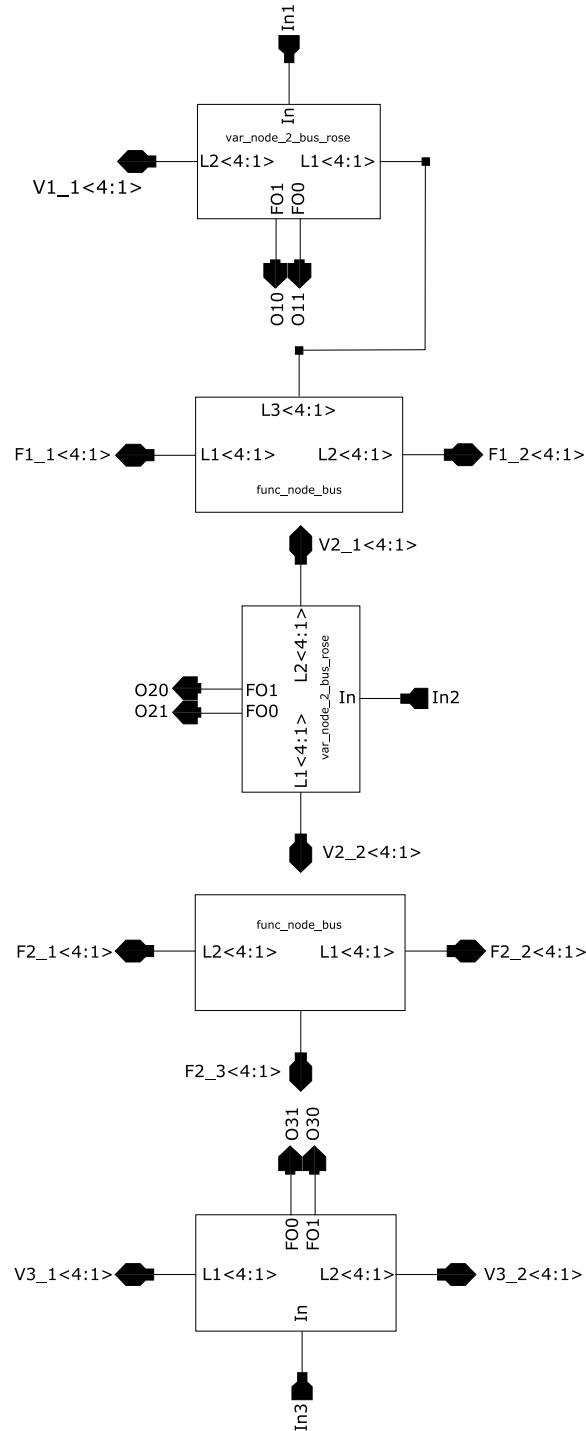 In1
In
var_node_2_bus_rose
L2<4:1> L1<4:1>
V1_1<4:1>
FO1 FO0
O10 O11
L3<4:1>
F1_1<4:1> L1<4:1> L2<4:1> F1_2<4:1>
func_node_bus
V2_1<4:1>
L2<4:1>
var_node_2_bus_rose
O20 FO1
In In2
O21 FO0
L1<4:1>
V2_2<4:1>
func_node_bus
F2_1<4:1> L2<4:1> L1<4:1> F2_2<4:1>
F2_3<4:1>
O31 O30
FO0 FO1
V3_1<4:1> L1<4:1> L2<4:1> V3_2<4:1>
In
In3